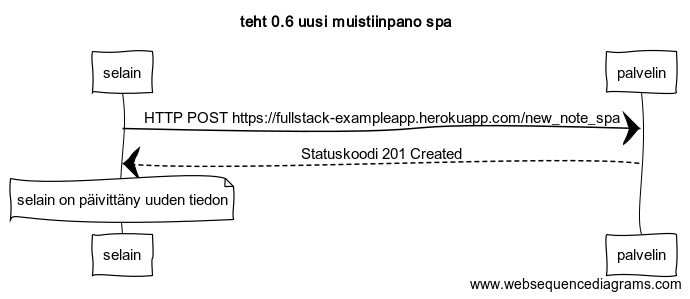 teht 0.6 uusi muistiinpano spa
selain
palvelin
HTTP POST https://fullstack-exampleapp.herokuapp.com/new_note_spa
Statuskoodi 201 Created
selain on päivittäny uuden tiedon
selain
palvelin
www.websequencediagrams.com